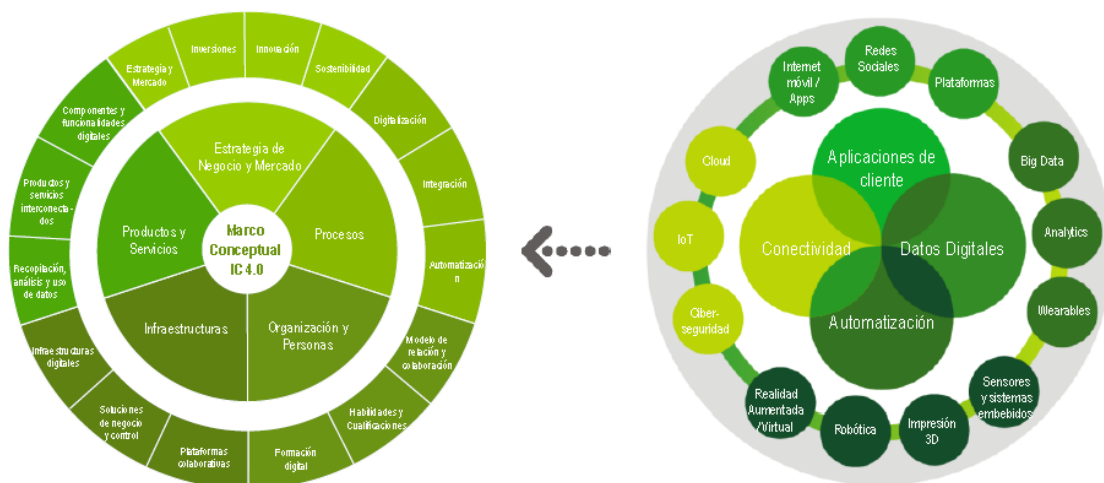 Estrategia y
Mercado
Inversiones
Innovación
Sostenibilidad
Digitalización
Integración
Automatizació
n
Modelo de
relación y
colaboración
Habilidades y
Cualificaciones
Formación
digital
Plataformas
colaborativas
Soluciones
de negocio
y control
Infraestructuras
digitales
Recopilación,
análisis y uso
de datos
Productos y
servicios
interconecta-
dos
Componentes y
funcionalidades
digitales
Estrategia de
Negocio y Mercado
Procesos
Organización y
Personas
Infraestructuras
Productos y
Servicios
Marco
Conceptual
IC 4.0
Redes
Sociales
Plataformas
Big Data
Analytics
Wearables
Sensores
y sistemas
embebidos
Impresión
3D
Robótica
Realidad
Aumentada
/Virtual
Ciber-
seguridad
IoT
Cloud
Internet
móvil /
Apps
Aplicaciones de
cliente
Conectividad
Datos Digitales
Automatización